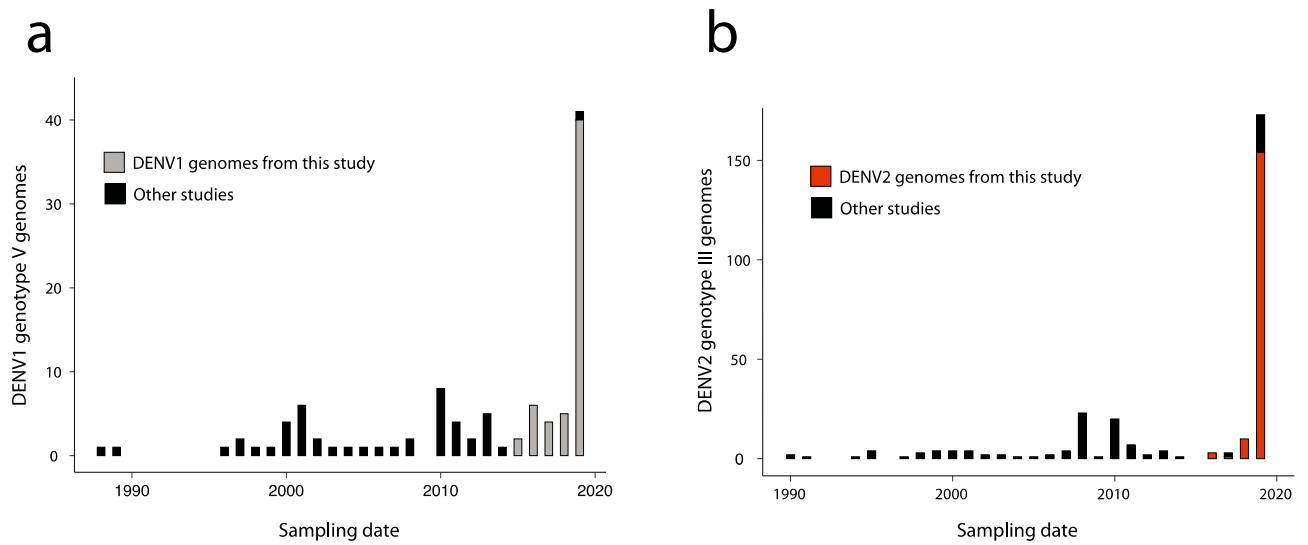 a
DENV1 genotype V genomes
40
30
20
10
0
DENV1 genomes from this study
Other studies
1990
2000
2010
2020
Sampling date
b
DENV2 genotype III genomes
150
100
50
0
DENV2 genomes from this study
Other studies
1990
2000
2010
2020
Sampling date